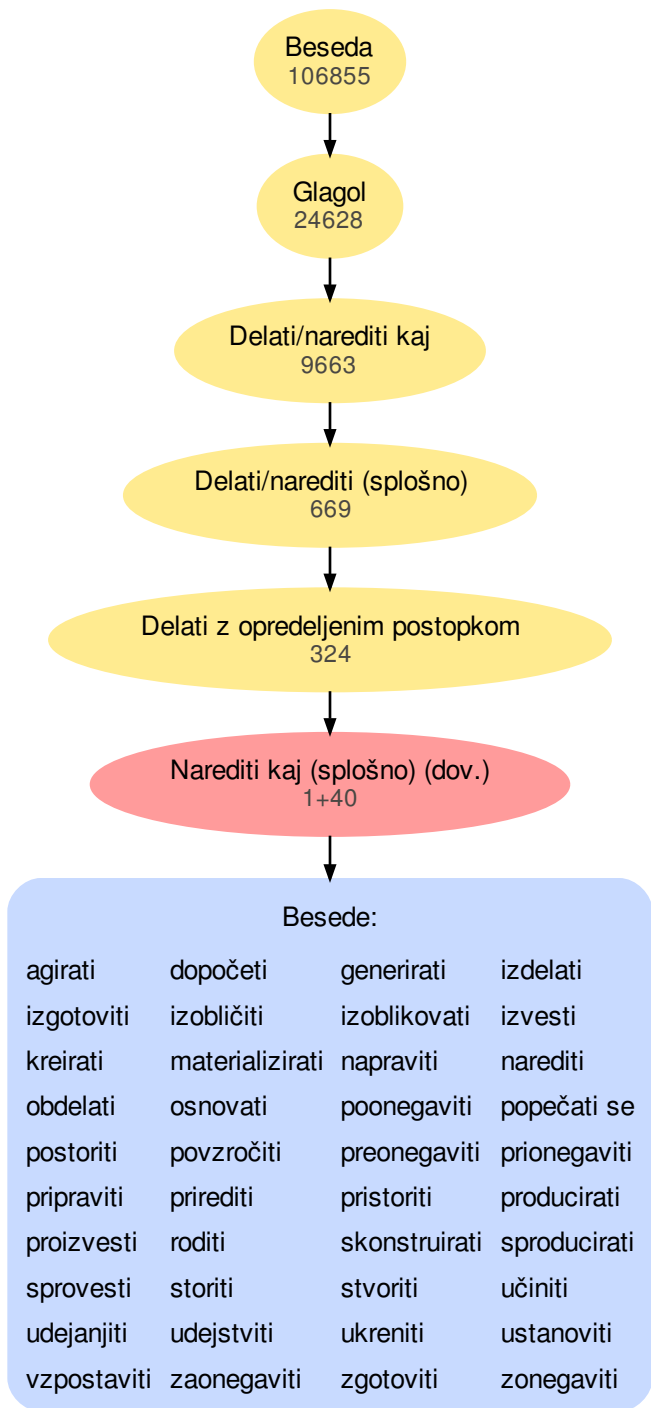 Beseda
106855
Glagol
24628
Delati/narediti kaj
9663
Delati/narediti (splošno)
669
Delati z opredeljenim postopkom
324
Narediti kaj (splošno) (dov.)
1+40
Besede:
agirati dopočeti generirati izdelati
izgotoviti izobličiti izoblikovati izvesti
kreirati materializirati napraviti narediti
obdelati osnovati poonegaviti popečati se
postoriti povzročiti preonegaviti prionegaviti
pripraviti prirediti pristoriti producirati
proizvesti roditi skonstruirati sproducirati
sprovesti storiti stvoriti učiniti
udejanjiti udejstviti ukreniti ustanoviti
vzpostaviti zaonegaviti zgotoviti zonegaviti